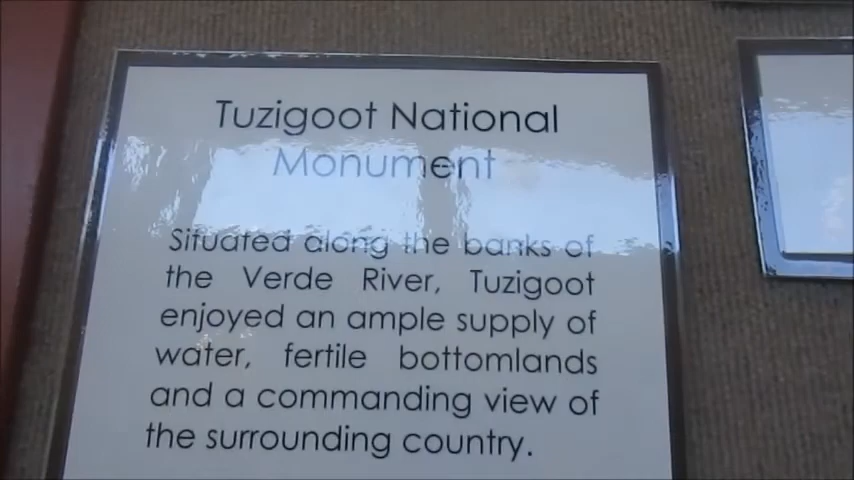 Tuzigoot National
Monument
Situated along the banks of
the Verde River, Tuzigoot
enjoyed an ample supply of
water, fertile bottomlands
and a commanding view of
the surrounding country.